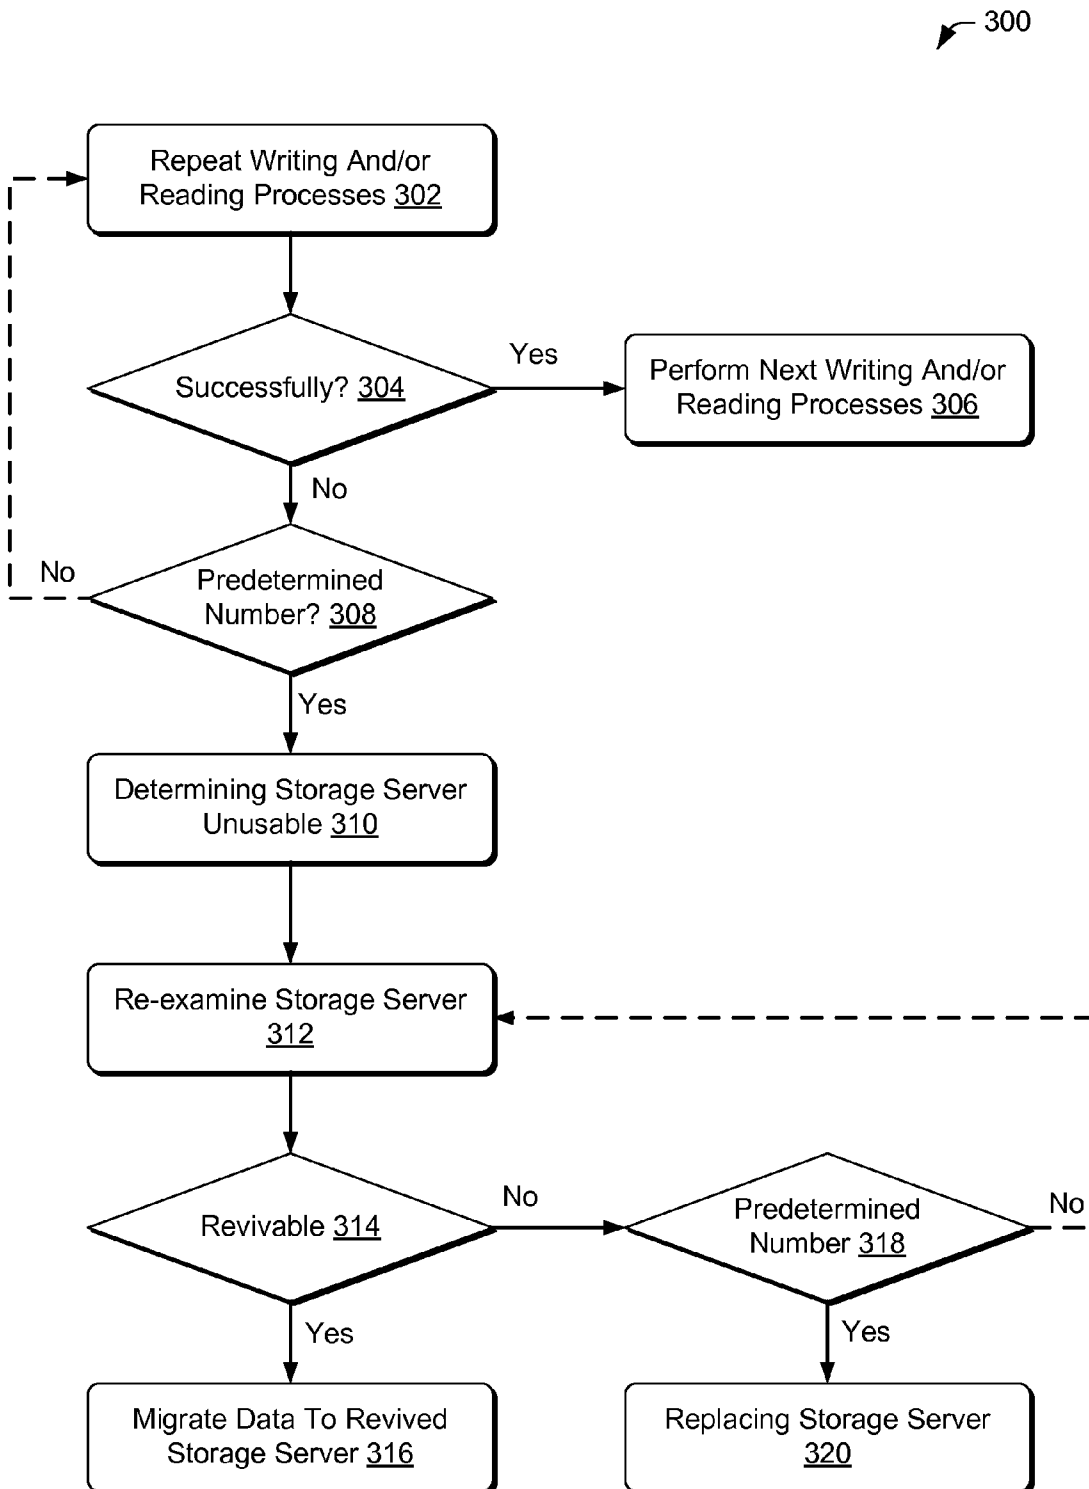 300
Repeat Writing And/or
Reading Processes 302
Successfully? 304
Yes
Perform Next Writing And/or
Reading Processes 306
No
Predetermined
Number? 308
No
Yes
Determining Storage Server
Unusable 310
Re-examine Storage Server
312
Revivable 314
No
Predetermined
Number 318
No
Yes
Yes
Migrate Data To Revived
Storage Server 316
Replacing Storage Server
320